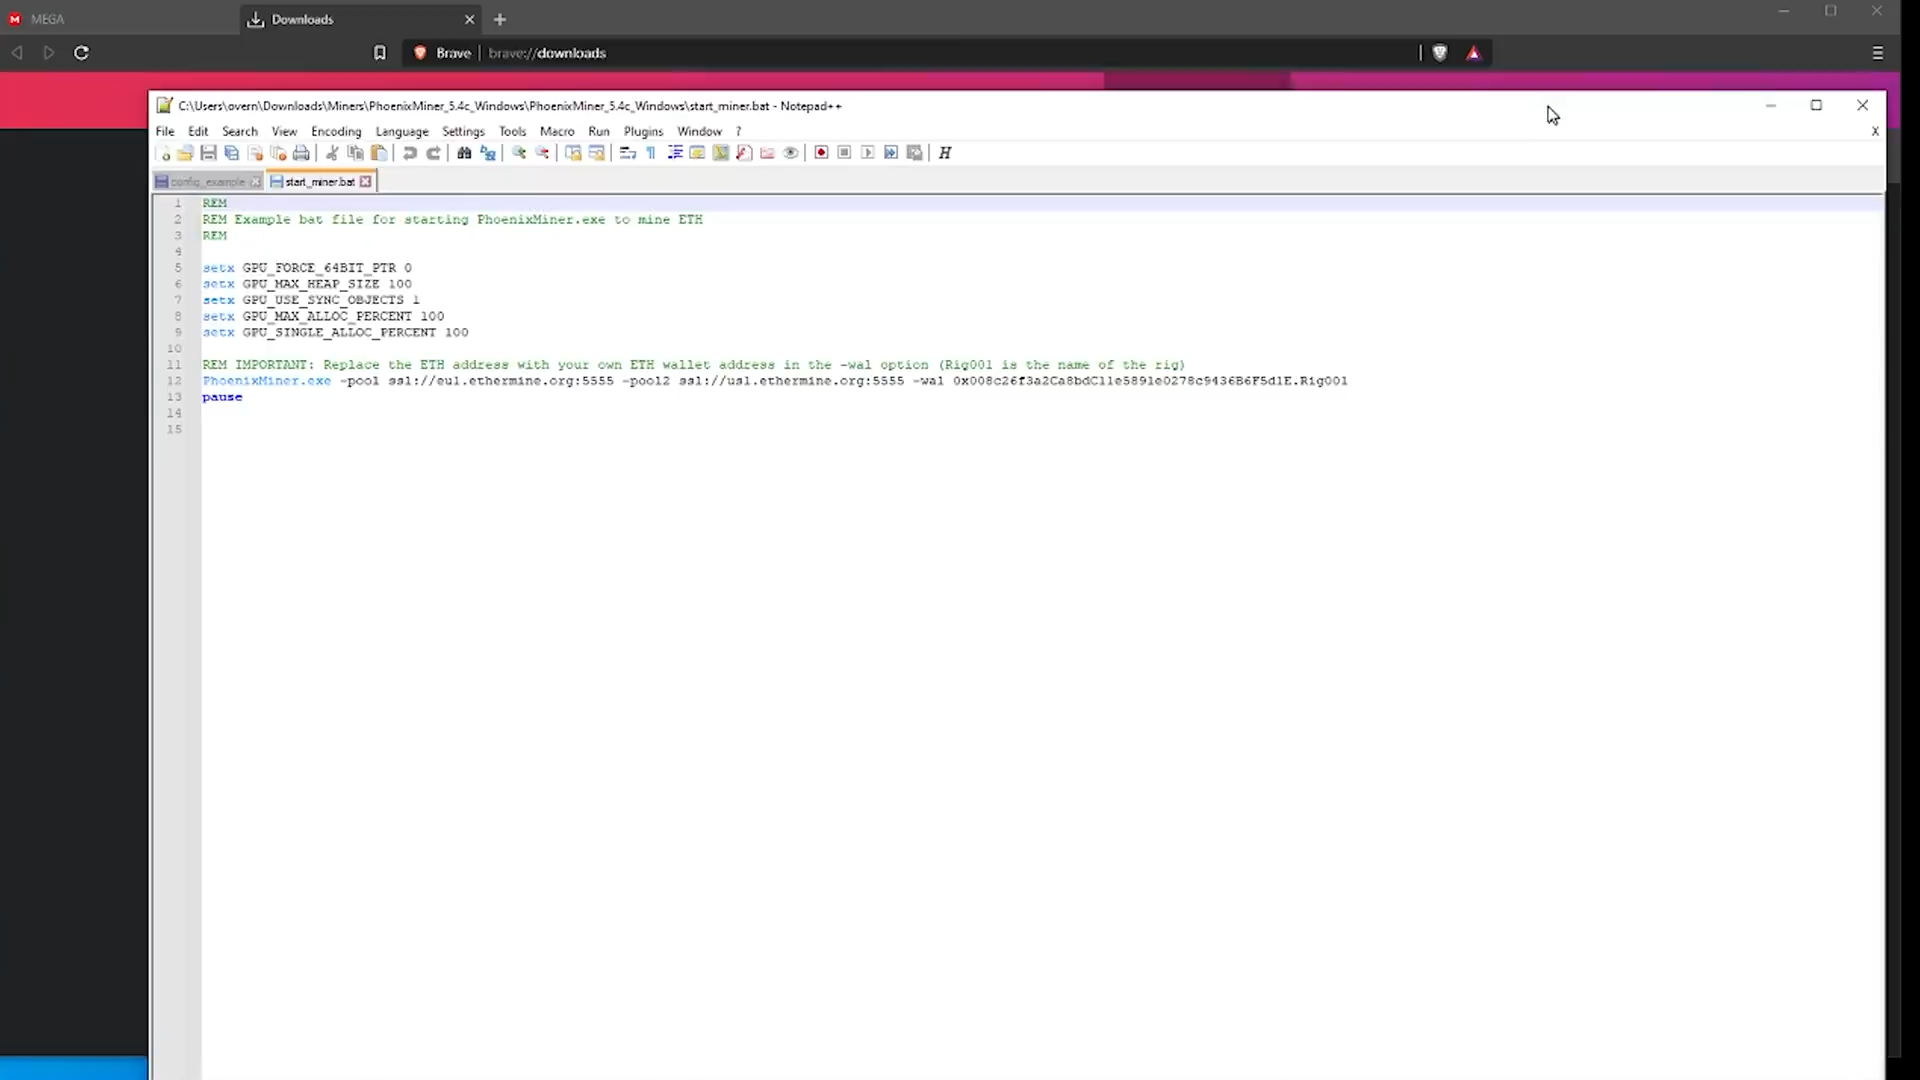 MEGA
Downloads
Brave
brave://downloads
C:\Users\overn\Downloads\Miners\PhoenixMiner_5.4c_Windows\PhoenixMiner_5.4c_Windows\start_miner.bat - Notepad++
File Edit Search View Encoding Language Settings Tools Macro Run Plugins Window ?
X
H
config_example
start_miner.bat
1 REM
2 REM Example bat file for starting PhoenixMiner.exe to mine ETH
3 REM
4
5 setx GPU_FORCE_64BIT_PTR 0
6 setx GPU_MAX_HEAP_SIZE 100
7 setx GPU_USE_SYNC_OBJECTS 1
8 setx GPU_MAX_ALLOC_PERCENT 100
9 setx GPU_SINGLE_ALLOC_PERCENT 100
10
11 REM IMPORTANT: Replace the ETH address with your own ETH wallet address in the -wal option (Rig001 is the name of the rig)
12 PhoenixMiner.exe -pool ssl://eu1.ethermine.org:5555 -pool2 ssl://us1.ethermine.org:5555 -wal 0x008c26f3a2Ca8bdC11e5891e0278c9436B6F5d1E.Rig001
13 pause
14
15